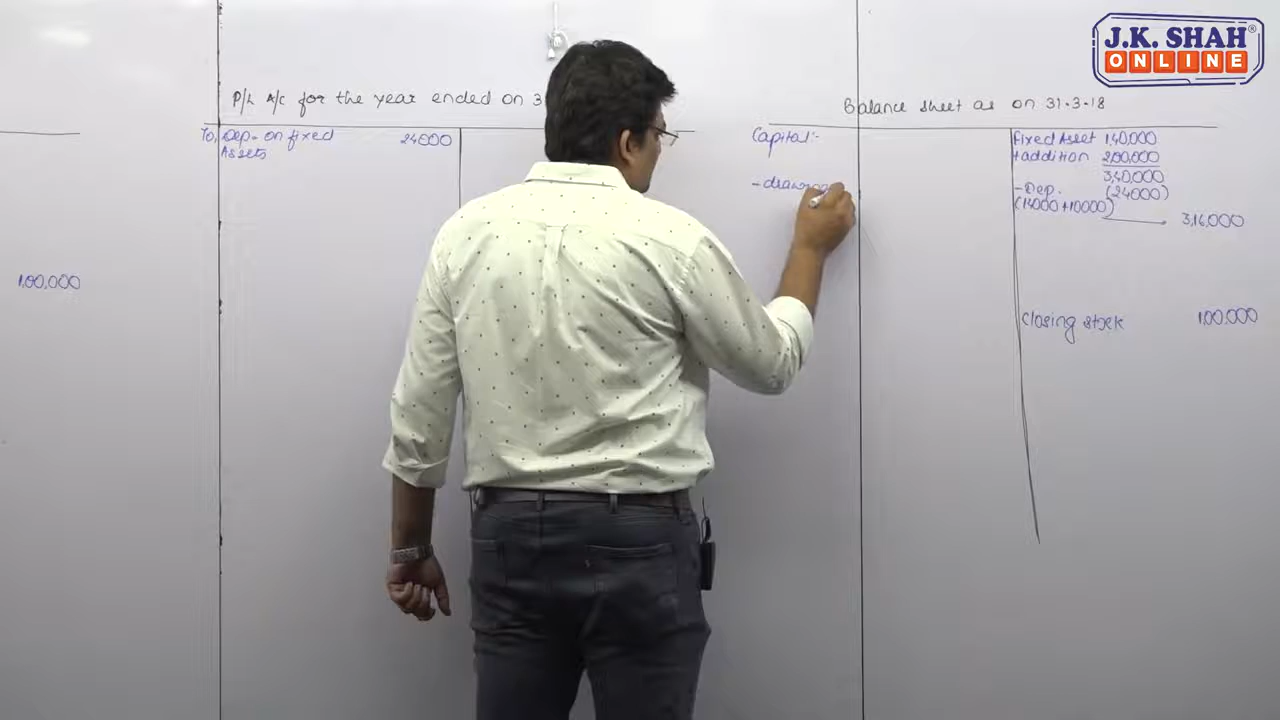 J.K. SHAH®
ONLINE
1,00,000
P/L A/C for the year ended on 3
To, Dep. on fixed 24000
Assets
Balance sheet as on 31.3.18
Capital:-
- drawing
Fixed Asset 1,40,000
+ addition 2,00,000
3,40,000
- Dep. (24000)
(14000 + 10000) 3,16,000
Closing stock 1,00,000